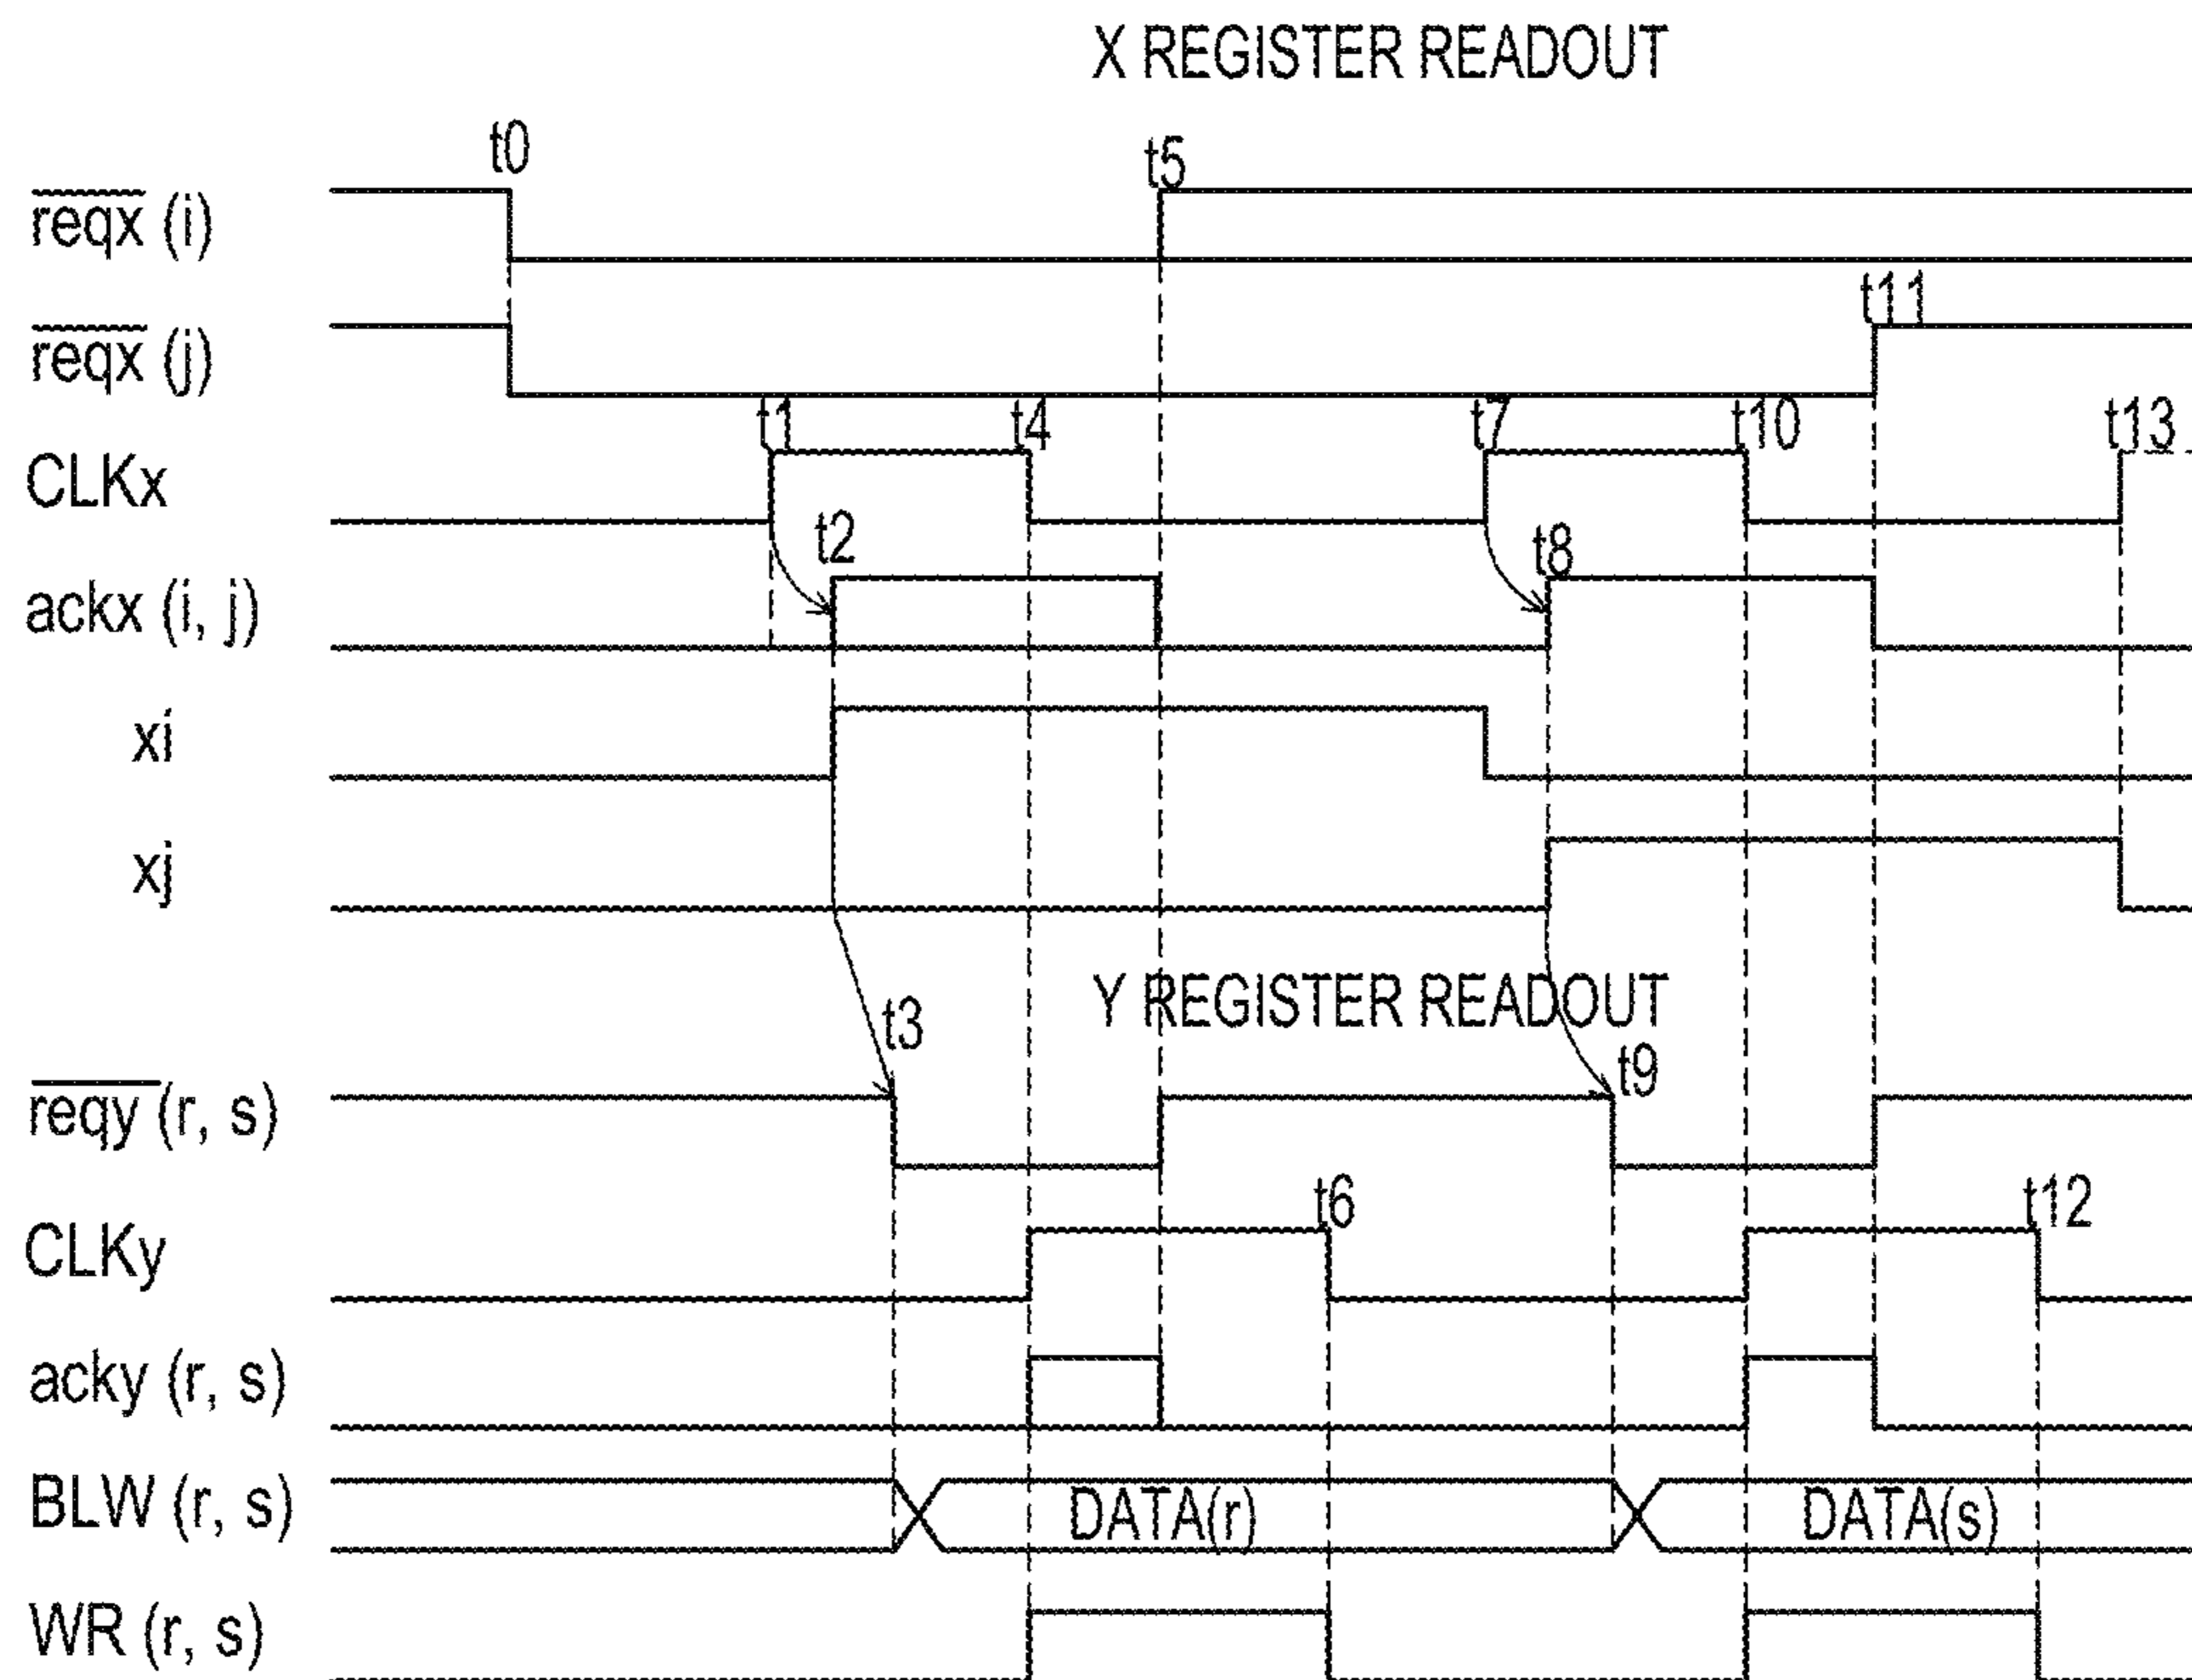 X REGISTER READOUT
t0
t5
reqx (i)
t11
reqx (j)
t1
t4
t7
t10
t13
CLKx
t2
t8
ackx (i, j)
xi
xj
Y REGISTER READOUT
t3
t9
reqy (r, s)
t6
t12
CLKy
acky (r, s)
BLW (r, s)
DATA(r)
DATA(s)
WR (r, s)